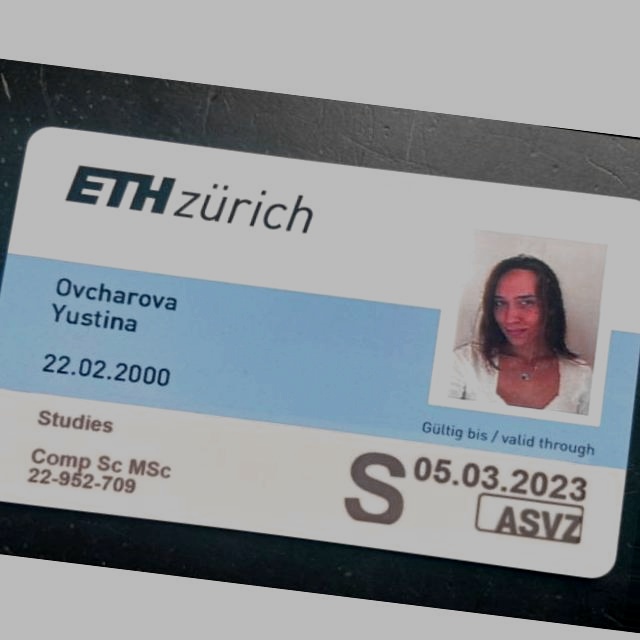 ETH zürich
Ovcharova
Yustina
22.02.2000
Studies
Comp Sc MSc
22-952-709
Gültig bis / valid through
S 05.03.2023
ASVZ